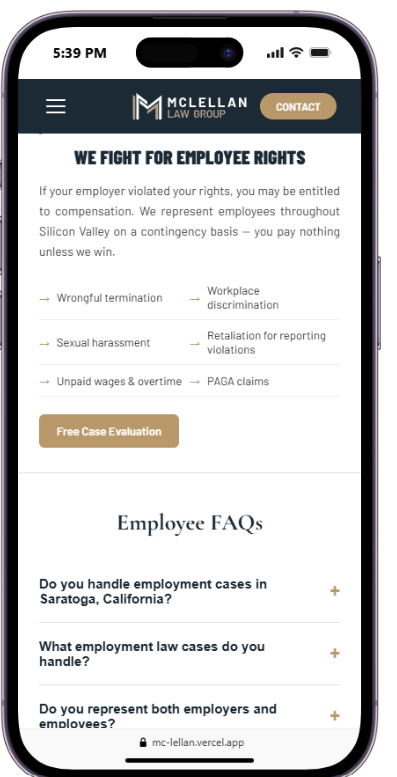 5:39 PM
MCLELLAN
LAW GROUP
CONTACT
WE FIGHT FOR EMPLOYEE RIGHTS
If your employer violated your rights, you may be entitled
to compensation. We represent employees throughout
Silicon Valley on a contingency basis — you pay nothing
unless we win.
→ Wrongful termination
→ Workplace
discrimination
→ Sexual harassment
→ Retaliation for reporting
violations
→ Unpaid wages & overtime
→ PAGA claims
Free Case Evaluation
Employee FAQs
Do you handle employment cases in
Saratoga, California?
+
What employment law cases do you
handle?
+
Do you represent both employers and
employees?
+
mc-lellan.vercel.app